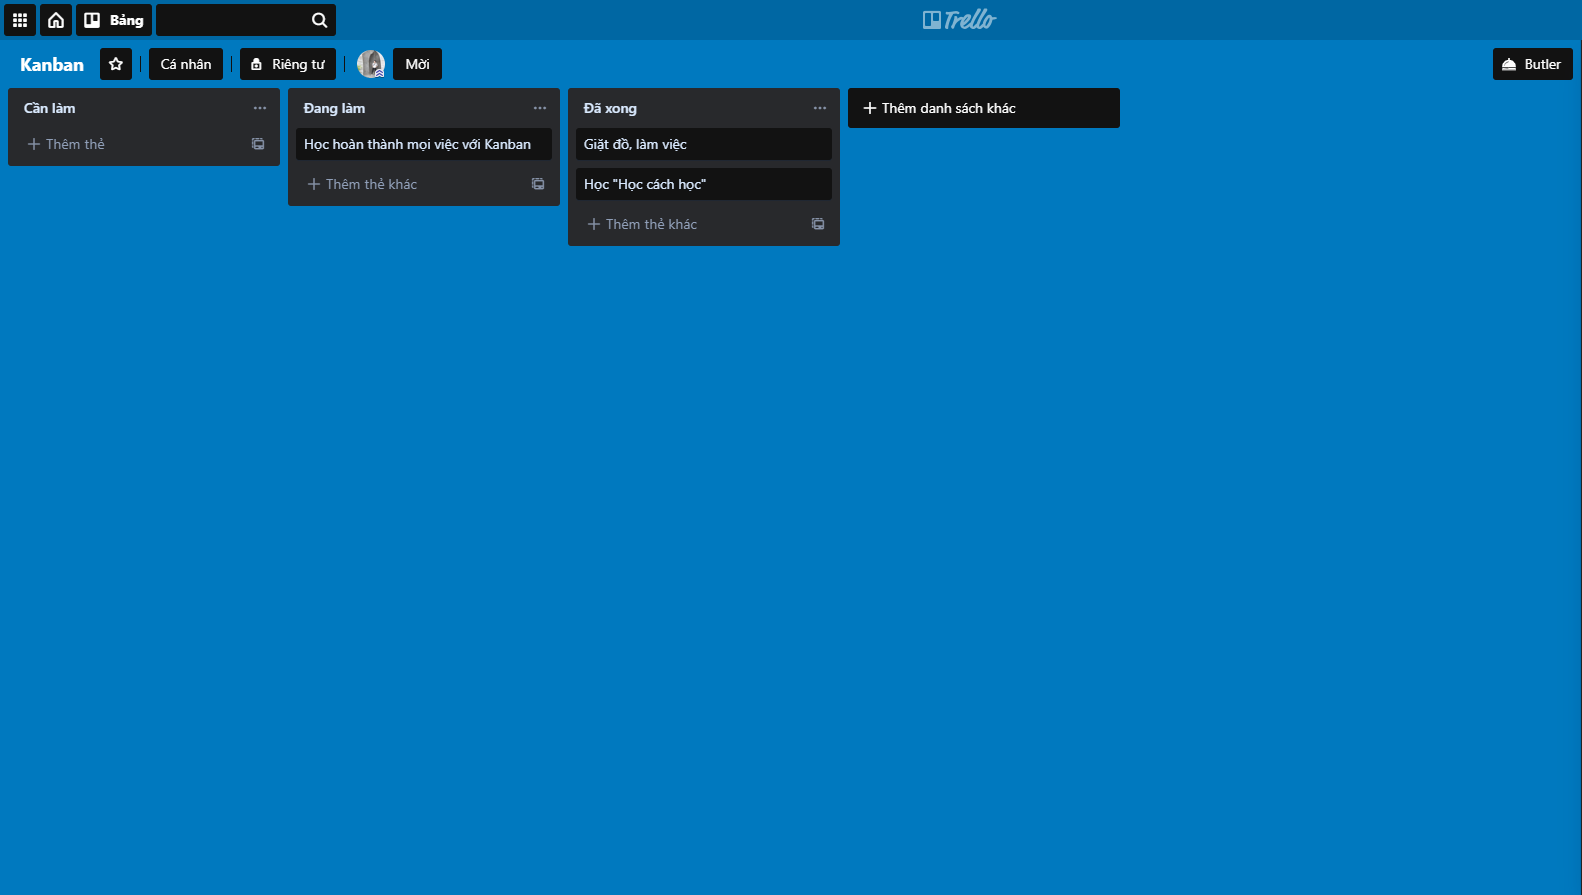 Bảng
Trello
Kanban
Cá nhân
Riêng tư
Mời
Butler
Cần làm
Thêm thẻ
Đang làm
Học hoàn thành mọi việc với Kanban
Thêm thẻ khác
Đã xong
Giặt đồ, làm việc
Học "Học cách học"
Thêm thẻ khác
Thêm danh sách khác